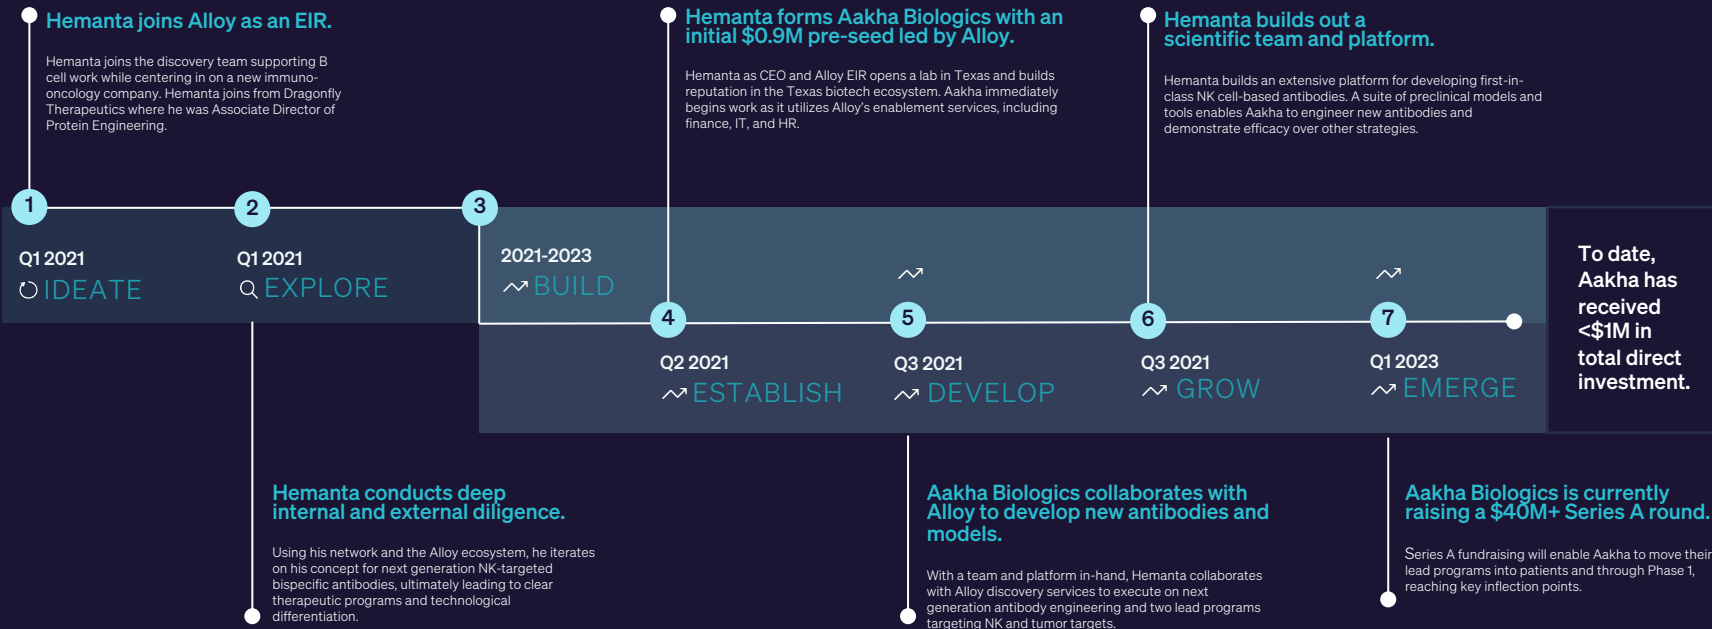 Hemanta joins Alloy as an EIR.
Hemanta joins the discovery team supporting B
cell work while centering in on a new immuno-
oncology company. Hemanta joins from Dragonfly
Therapeutics where he was Associate Director of
Protein Engineering.
Hemanta forms Aakha Biologics with an
initial $0.9M pre-seed led by Alloy.
Hemanta as CEO and Alloy EIR opens a lab in Texas and builds
reputation in the Texas biotech ecosystem. Aakha immediately
begins work as it utilizes Alloy's enablement services, including
finance, IT, and HR.
Hemanta builds out a
scientific team and platform.
Hemanta builds an extensive platform for developing first-in-
class NK cell-based antibodies. A suite of preclinical models and
tools enables Aakha to engineer new antibodies and
demonstrate efficacy over other strategies.
1
Q1 2021
IDEATE
2
Q1 2021
EXPLORE
3
2021-2023
BUILD
4
Q2 2021
ESTABLISH
5
Q3 2021
DEVELOP
6
Q3 2021
GROW
7
Q1 2023
EMERGE
To date,
Aakha has
received
<$1M in
total direct
investment.
Hemanta conducts deep
internal and external diligence.
Using his network and the Alloy ecosystem, he iterates
on his concept for next generation NK-targeted
bispecific antibodies, ultimately leading to clear
therapeutic programs and technological
differentiation.
Aakha Biologics collaborates with
Alloy to develop new antibodies and
models.
With a team and platform in-hand, Hemanta collaborates
with Alloy discovery services to execute on next
generation antibody engineering and two lead programs
targeting NK and tumor targets.
Aakha Biologics is currently
raising a $40M+ Series A round.
Series A fundraising will enable Aakha to move their
lead programs into patients and through Phase 1,
reaching key inflection points.